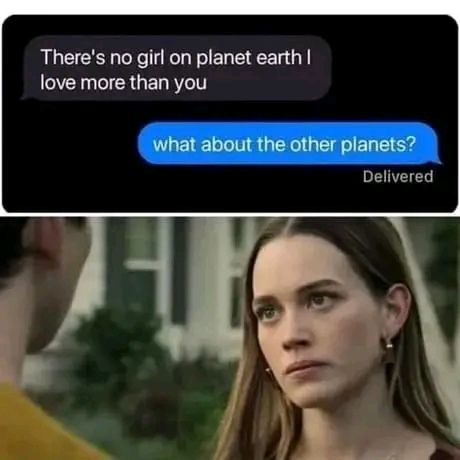 There's no girl on planet earth I
love more than you
what about the other planets?
Delivered